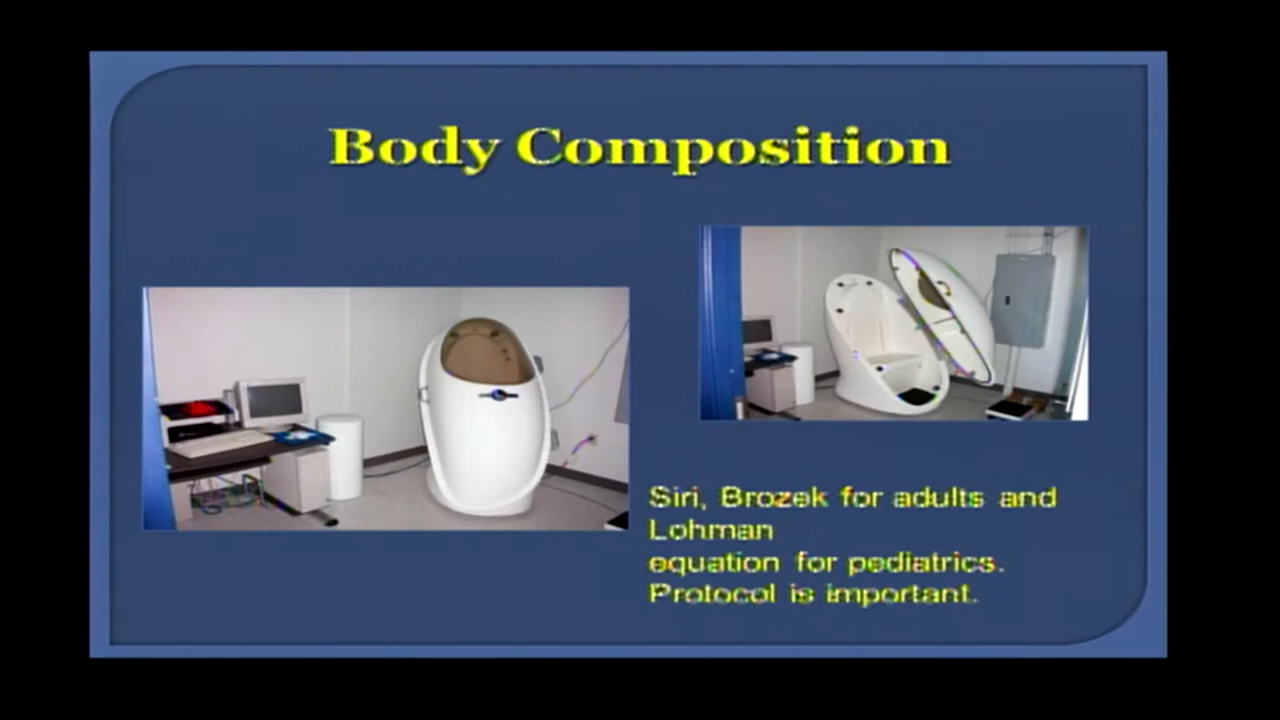 Body Composition
Siri, Brozek for adults and
Lohman
equation for pediatrics.
Protocol is important.